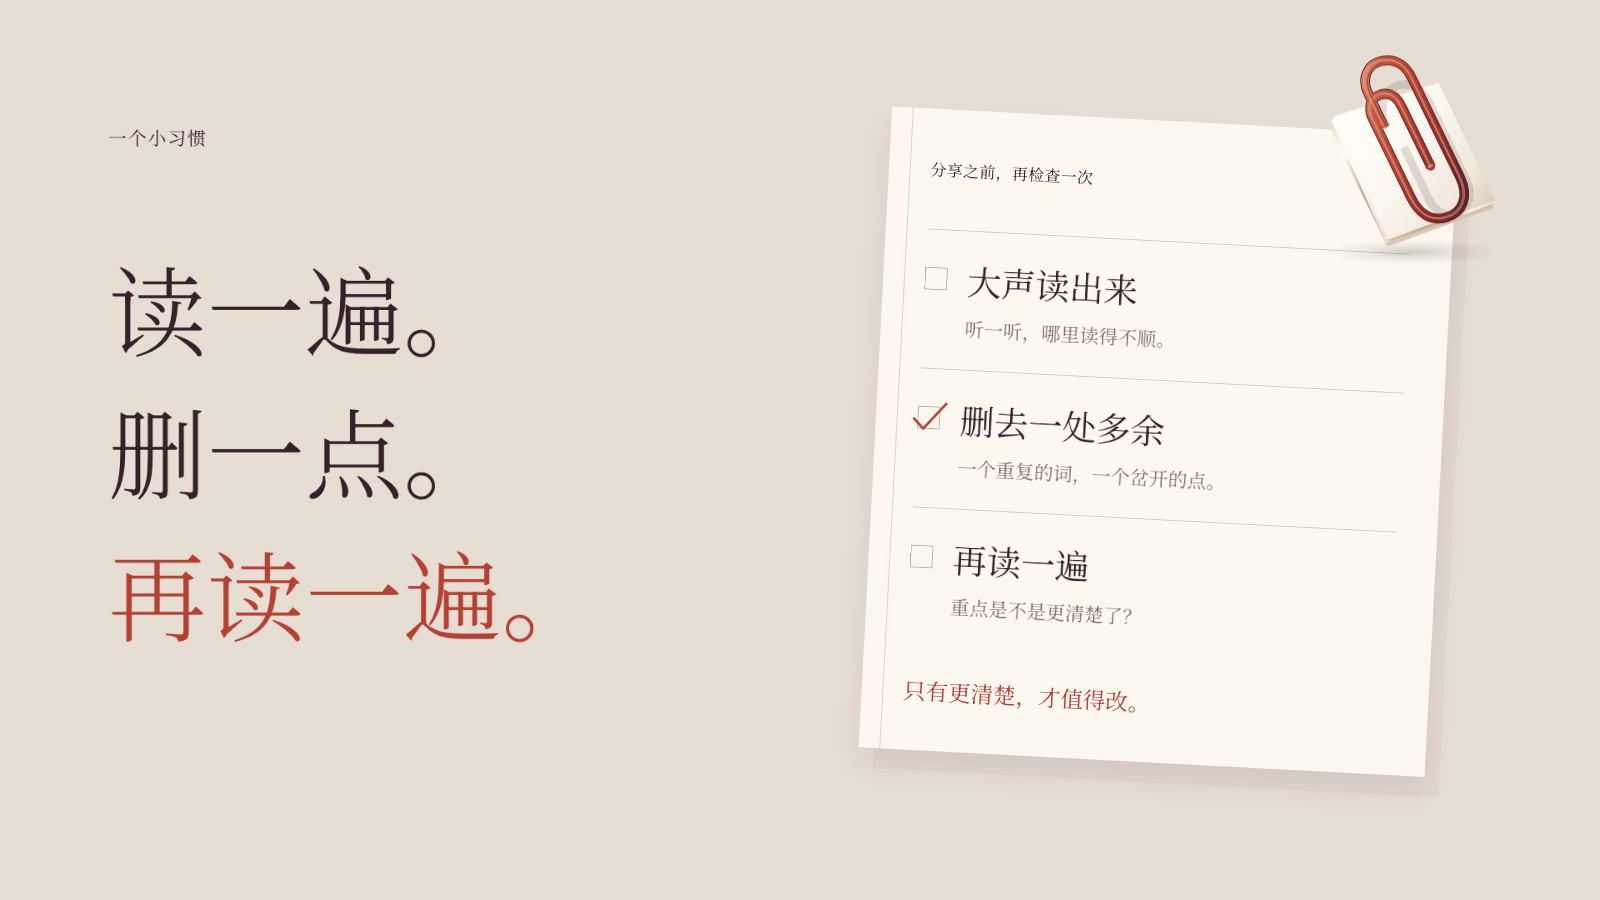 一个小习惯
读一遍。
删一点。
再读一遍。
分享之前，再检查一次
大声读出来
听一听，哪里读得不顺。
删去一处多余
一个重复的词，一个岔开的点。
再读一遍
重点是不是更清楚了？
只有更清楚，才值得改。